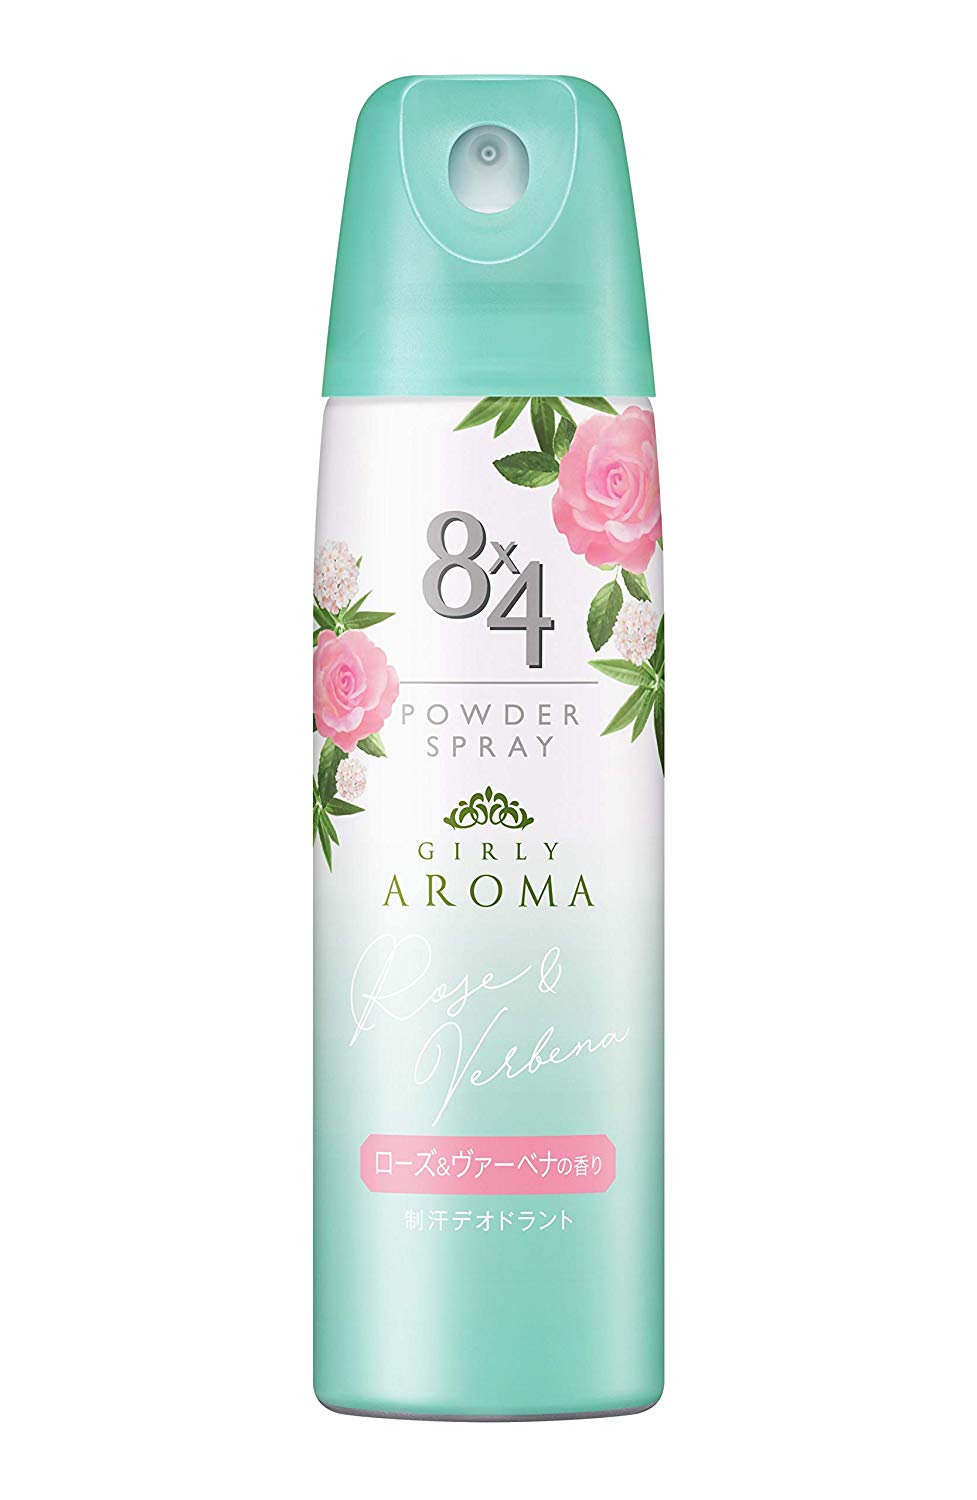 8x4
POWDER
SPRAY
GIRLY
AROMA
Rose &
Verbena
ローズ&ヴァーベナの香り
制汗デオドラント